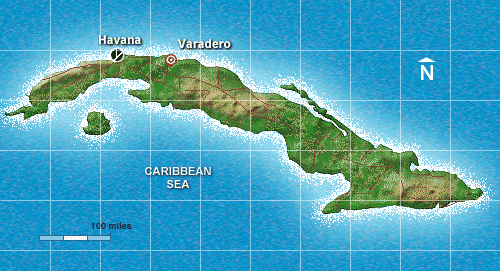 Havana
Varadero
N
CARIBBEAN
SEA
100 miles